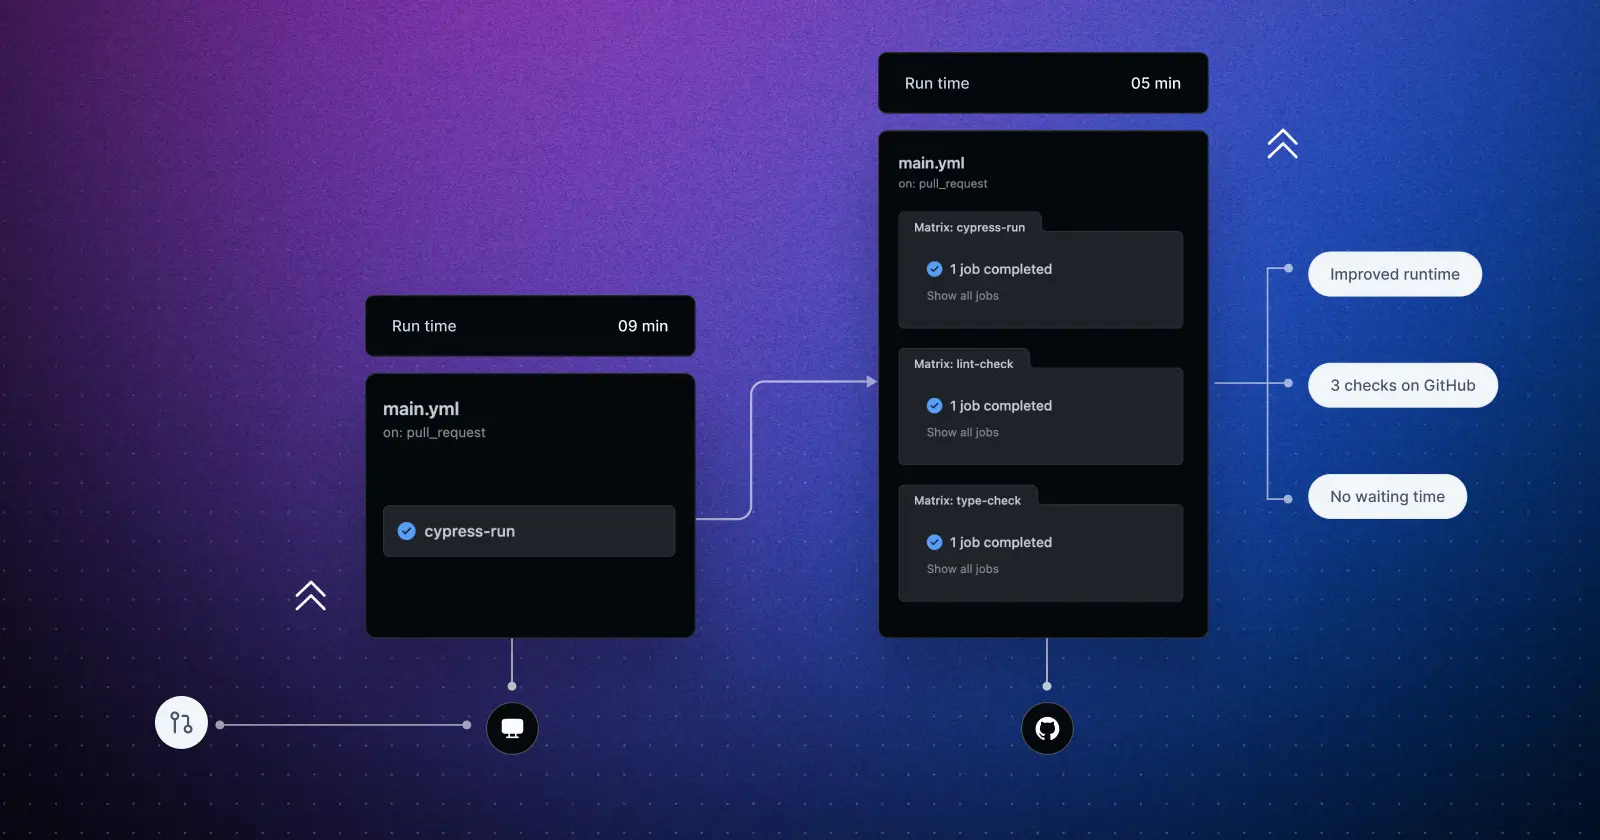 Run time 09 min
main.yml
on: pull_request
cypress-run
Run time 05 min
main.yml
on: pull_request
Matrix: cypress-run
1 job completed
Show all jobs
Matrix: lint-check
1 job completed
Show all jobs
Matrix: type-check
1 job completed
Show all jobs
Improved runtime
3 checks on GitHub
No waiting time